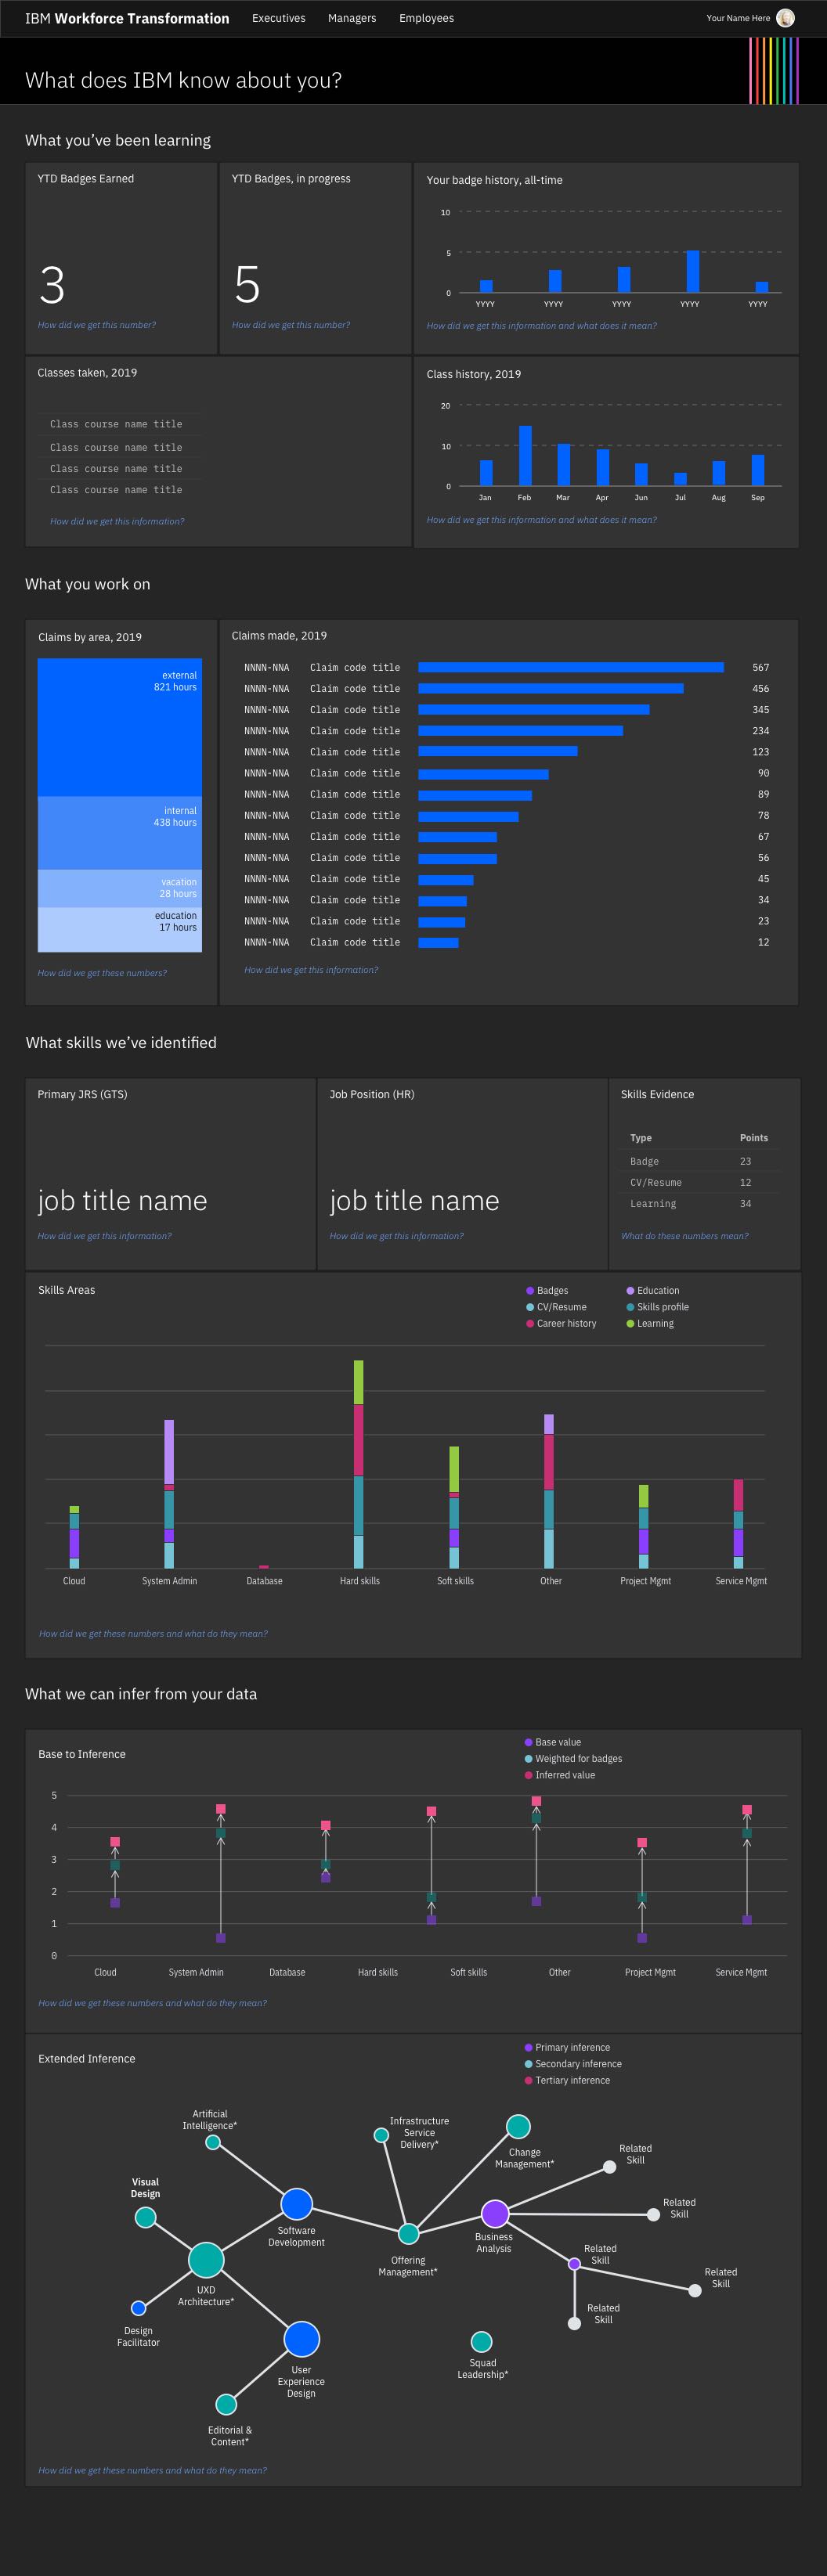 IBM Workforce Transformation
Executives
Managers
Employees
Your Name Here
What does IBM know about you?
What you’ve been learning
YTD Badges Earned
3
How did we get this number?
YTD Badges, in progress
5
How did we get this number?
Your badge history, all-time
10
5
0
YYYY YYYY YYYY YYYY YYYY
How did we get this information and what does it mean?
Classes taken, 2019
Class course name title
Class course name title
Class course name title
Class course name title
How did we get this information?
Class history, 2019
20
10
0
Jan Feb Mar Apr Jun Jul Aug Sep
How did we get this information and what does it mean?
What you work on
Claims by area, 2019
external
821 hours
internal
438 hours
vacation
28 hours
education
17 hours
How did we get these numbers?
Claims made, 2019
NNNN-NNA Claim code title 567
NNNN-NNA Claim code title 456
NNNN-NNA Claim code title 345
NNNN-NNA Claim code title 234
NNNN-NNA Claim code title 123
NNNN-NNA Claim code title 90
NNNN-NNA Claim code title 89
NNNN-NNA Claim code title 78
NNNN-NNA Claim code title 67
NNNN-NNA Claim code title 56
NNNN-NNA Claim code title 45
NNNN-NNA Claim code title 34
NNNN-NNA Claim code title 23
NNNN-NNA Claim code title 12
How did we get this information?
What skills we’ve identified
Primary JRS (GTS)
job title name
How did we get this information?
Job Position (HR)
job title name
How did we get this information?
Skills Evidence
Type Points
Badge 23
CV/Resume 12
Learning 34
What do these numbers mean?
Skills Areas
Badges Education
CV/Resume Skills profile
Career history Learning
Cloud System Admin Database Hard skills Soft skills Other Project Mgmt Service Mgmt
How did we get these numbers and what do they mean?
What we can infer from your data
Base to Inference
Base value
Weighted for badges
Inferred value
5
4
3
2
1
0
Cloud System Admin Database Hard skills Soft skills Other Project Mgmt Service Mgmt
How did we get these numbers and what do they mean?
Extended Inference
Primary inference
Secondary inference
Tertiary inference
Artificial
Intelligence*
Infrastructure
Service
Delivery*
Change
Management*
Related
Skill
Visual
Design
Related
Skill
Software
Development
Business
Analysis
Offering
Management*
Related
Skill
Related
Skill
UXD
Architecture*
Related
Skill
Design
Facilitator
Squad
Leadership*
User
Experience
Design
Editorial &
Content*
How did we get these numbers and what do they mean?